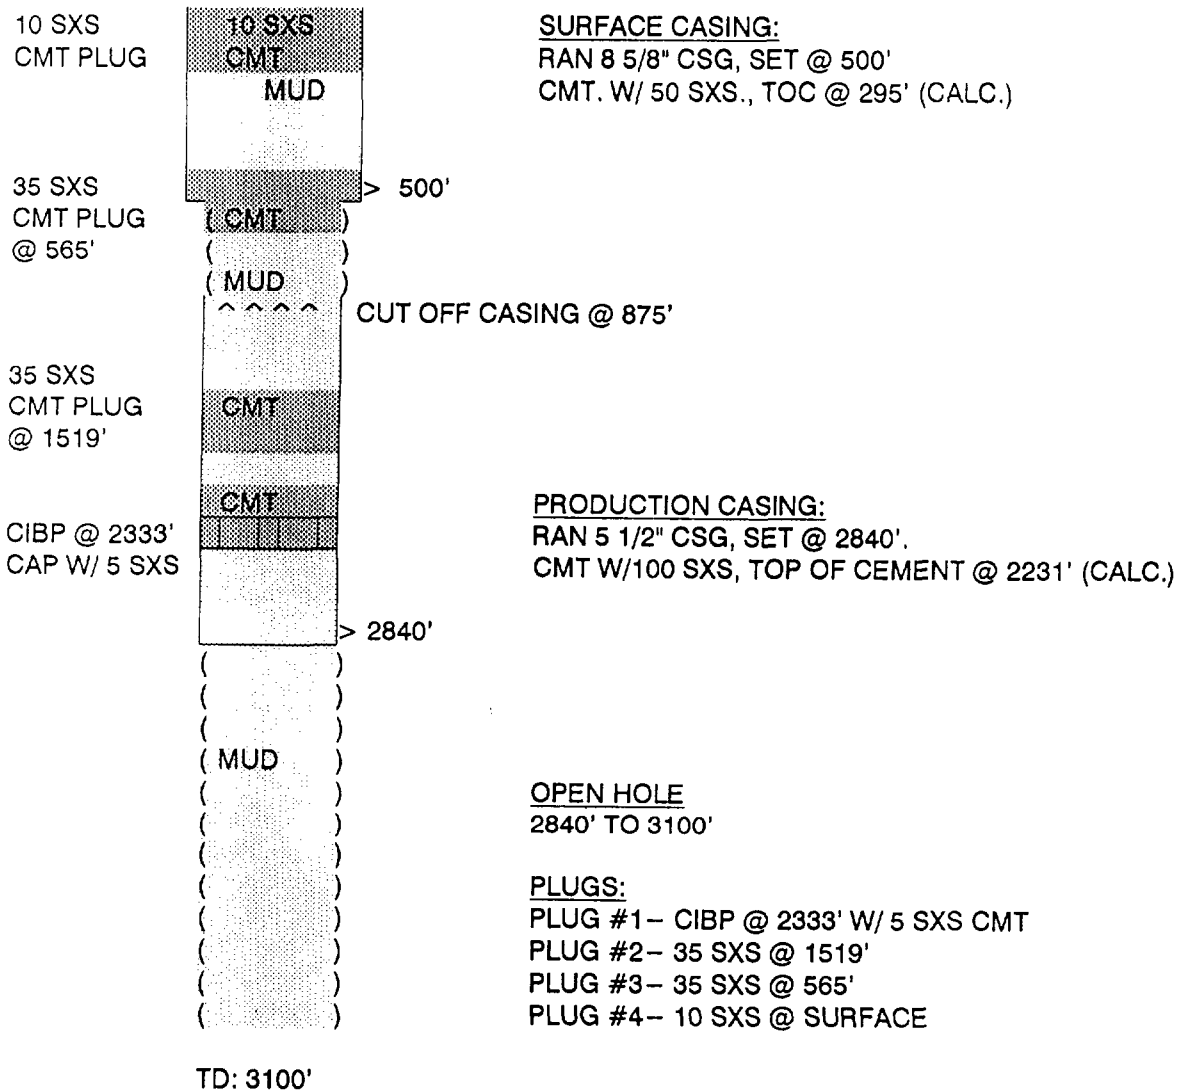 10 SXS
CMT PLUG
10 SXS
CMT
MUD
SURFACE CASING:
RAN 8 5/8" CSG, SET @ 500'
CMT. W/ 50 SXS., TOC @ 295' (CALC.)
35 SXS
CMT PLUG
@ 565'
> 500'
( CMT )
( )
( MUD )
^ ^ ^ ^
CUT OFF CASING @ 875'
35 SXS
CMT PLUG
@ 1519'
CMT
CMT
CIBP @ 2333'
CAP W/ 5 SXS
PRODUCTION CASING:
RAN 5 1/2" CSG, SET @ 2840'.
CMT W/100 SXS, TOP OF CEMENT @ 2231' (CALC.)
> 2840'
( )
( )
( )
( MUD )
( )
( )
( )
( )
( )
( )
( )
( )
OPEN HOLE
2840' TO 3100'
PLUGS:
PLUG #1– CIBP @ 2333' W/ 5 SXS CMT
PLUG #2– 35 SXS @ 1519'
PLUG #3– 35 SXS @ 565'
PLUG #4– 10 SXS @ SURFACE
TD: 3100'